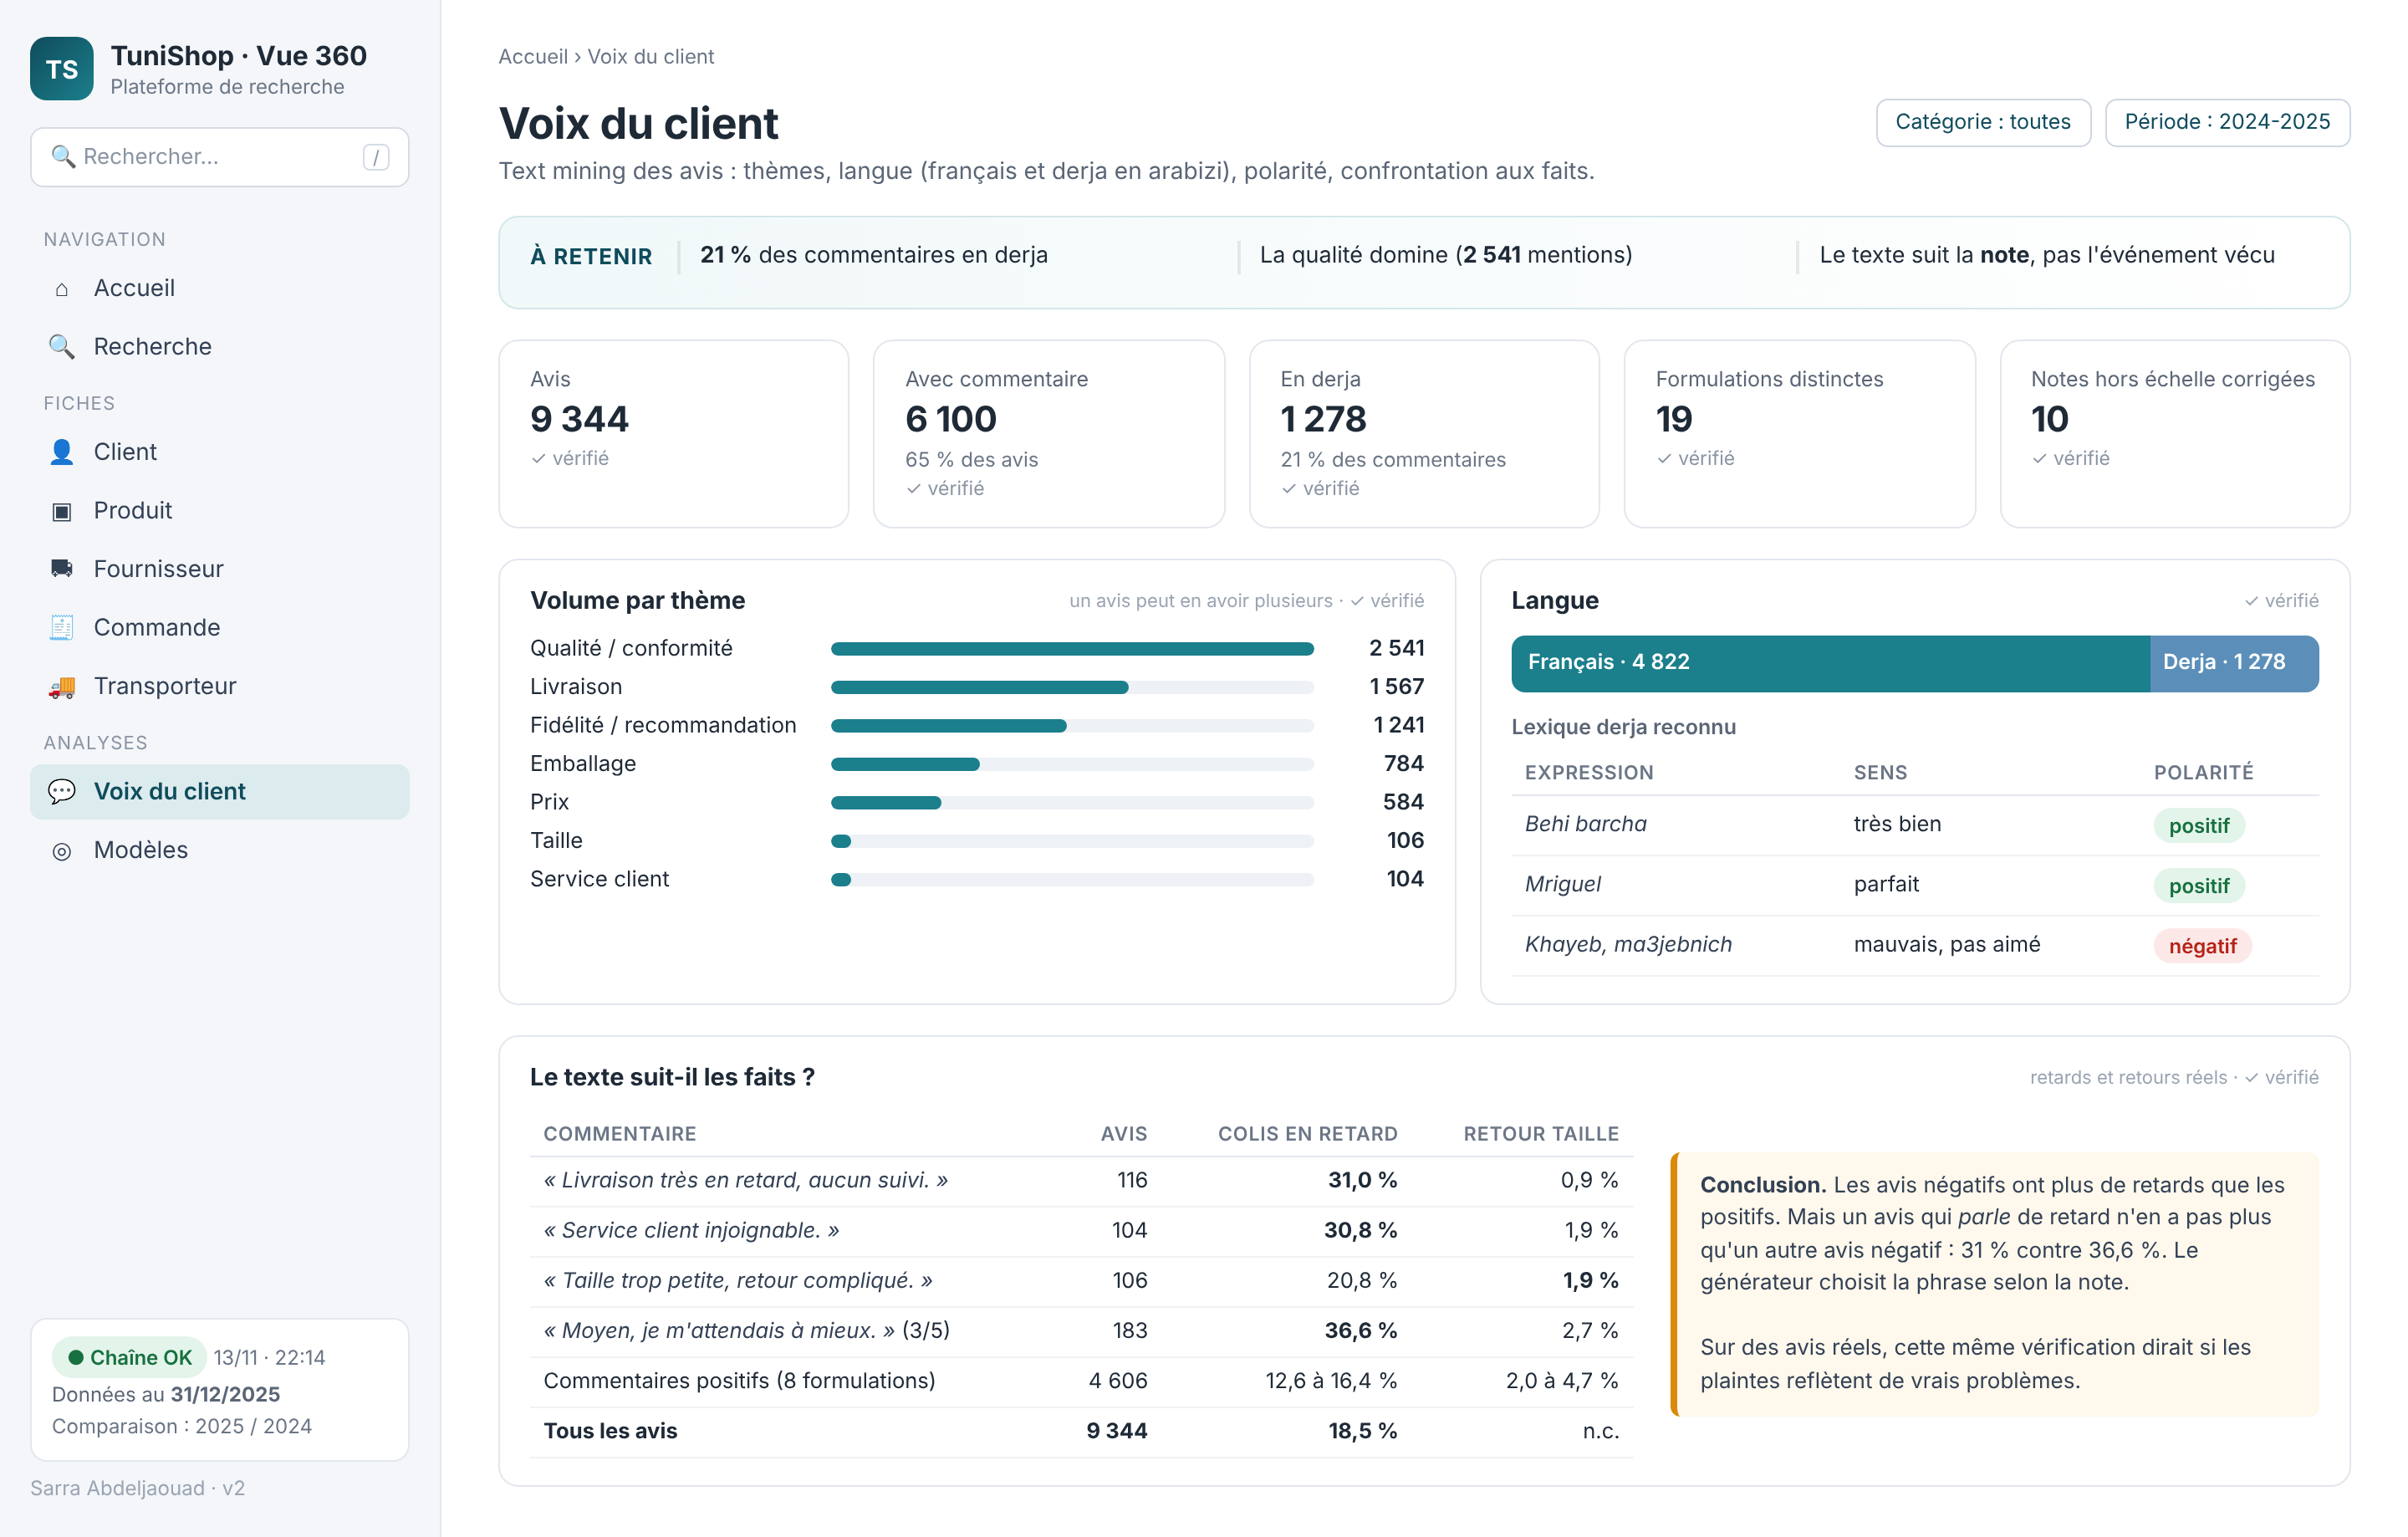 TS
TuniShop · Vue 360
Plateforme de recherche
Rechercher...
/
NAVIGATION
Accueil
Recherche
FICHES
Client
Produit
Fournisseur
Commande
Transporteur
ANALYSES
Voix du client
Modèles
Chaîne OK 13/11 · 22:14
Données au 31/12/2025
Comparaison : 2025 / 2024
Sarra Abdeljaouad · v2
Accueil › Voix du client
Voix du client
Catégorie : toutes
Période : 2024-2025
Text mining des avis : thèmes, langue (français et derja en arabizi), polarité, confrontation aux faits.
À RETENIR
21 % des commentaires en derja
La qualité domine (2 541 mentions)
Le texte suit la note, pas l'événement vécu
Avis
9 344
✓ vérifié
Avec commentaire
6 100
65 % des avis
✓ vérifié
En derja
1 278
21 % des commentaires
✓ vérifié
Formulations distinctes
19
✓ vérifié
Notes hors échelle corrigées
10
✓ vérifié
Volume par thème
un avis peut en avoir plusieurs · ✓ vérifié
Qualité / conformité 2 541
Livraison 1 567
Fidélité / recommandation 1 241
Emballage 784
Prix 584
Taille 106
Service client 104
Langue
✓ vérifié
Français · 4 822
Derja · 1 278
Lexique derja reconnu
EXPRESSION SENS POLARITÉ
Behi barcha très bien positif
Mriguel parfait positif
Khayeb, ma3jebnich mauvais, pas aimé négatif
Le texte suit-il les faits ?
retards et retours réels · ✓ vérifié
COMMENTAIRE AVIS COLIS EN RETARD RETOUR TAILLE
« Livraison très en retard, aucun suivi. » 116 31,0 % 0,9 %
« Service client injoignable. » 104 30,8 % 1,9 %
« Taille trop petite, retour compliqué. » 106 20,8 % 1,9 %
« Moyen, je m'attendais à mieux. » (3/5) 183 36,6 % 2,7 %
Commentaires positifs (8 formulations) 4 606 12,6 à 16,4 % 2,0 à 4,7 %
Tous les avis 9 344 18,5 % n.c.
Conclusion. Les avis négatifs ont plus de retards que les
positifs. Mais un avis qui parle de retard n'en a pas plus
qu'un autre avis négatif : 31 % contre 36,6 %. Le
générateur choisit la phrase selon la note.
Sur des avis réels, cette même vérification dirait si les
plaintes reflètent de vrais problèmes.